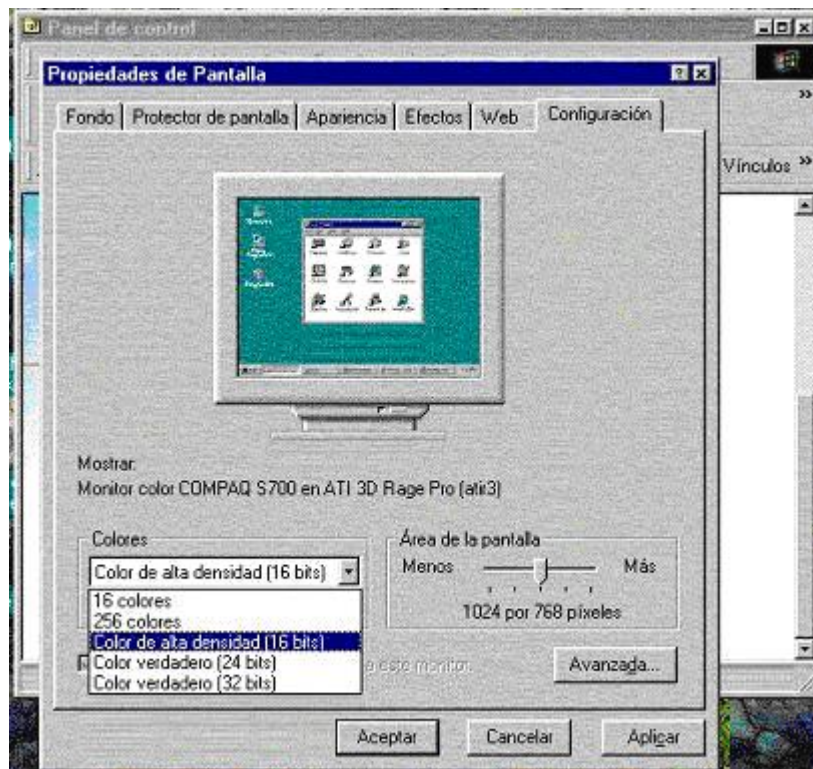 Panel de control
Propiedades de Pantalla
Fondo Protector de pantalla Apariencia Efectos Web Configuración
Vínculos
Mostrar:
Monitor color COMPAQ S700 en ATI 3D Rage Pro (atir3)
Colores
Color de alta densidad (16 bits)
16 colores
256 colores
Color de alta densidad (16 bits)
Color verdadero (24 bits)
Color verdadero (32 bits)
Área de la pantalla
Menos Más
1024 por 768 píxeles
a este monitor.
Avanzada...
Aceptar Cancelar Aplicar